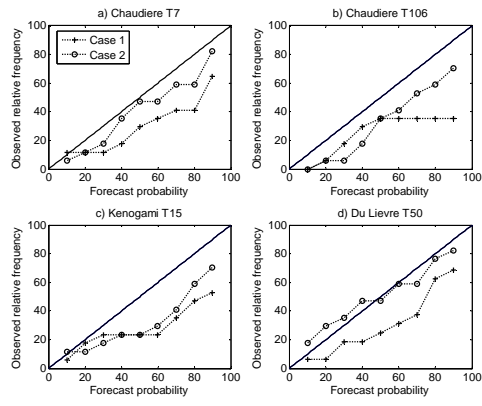 a) Chaudiere T7
100
80
60
40
20
0
Observed relative frequency
0 20 40 60 80 100
Forecast probability
Case 1
Case 2
b) Chaudiere T106
100
80
60
40
20
0
Observed relative frequency
0 20 40 60 80 100
Forecast probability
c) Kenogami T15
100
80
60
40
20
0
Observed relative frequency
0 20 40 60 80 100
Forecast probability
d) Du Lievre T50
100
80
60
40
20
0
Observed relative frequency
0 20 40 60 80 100
Forecast probability